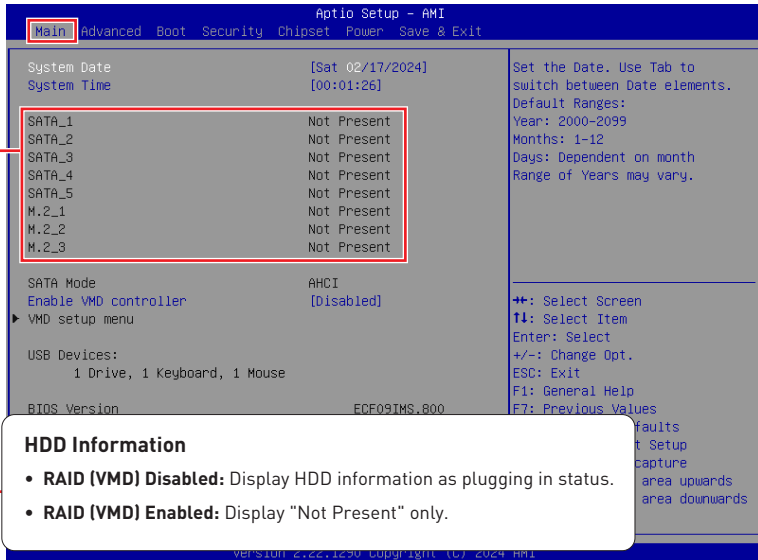 Aptio Setup - AMI
Main Advanced Boot Security Chipset Power Save & Exit
System Date [Sat 02/17/2024]
System Time [00:01:26]
SATA_1 Not Present
SATA_2 Not Present
SATA_3 Not Present
SATA_4 Not Present
SATA_5 Not Present
M.2_1 Not Present
M.2_2 Not Present
M.2_3 Not Present
SATA Mode AHCI
Enable VMD controller [Disabled]
VMD setup menu
USB Devices:
1 Drive, 1 Keyboard, 1 Mouse
BIOS Version ECF09IMS.800
Set the Date. Use Tab to
switch between Date elements.
Default Ranges:
Year: 2000-2099
Months: 1-12
Days: Dependent on month
Range of Years may vary.
→←: Select Screen
↑↓: Select Item
Enter: Select
+/-: Change Opt.
ESC: Exit
F1: General Help
F7: Previous Values
faults
t Setup
capture
area upwards
area downwards
HDD Information
• RAID (VMD) Disabled: Display HDD information as plugging in status.
• RAID (VMD) Enabled: Display "Not Present" only.
Version 2.22.1290 Copyright (C) 2024 AMI